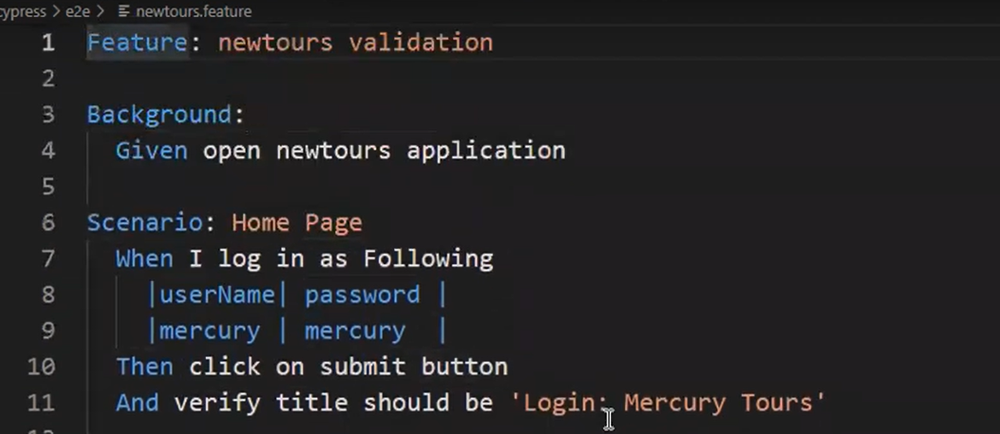 cypress > e2e > newtours.feature
1 Feature: newtours validation
2
3 Background:
4 Given open newtours application
5
6 Scenario: Home Page
7 When I log in as Following
8 |userName| password |
9 |mercury | mercury |
10 Then click on submit button
11 And verify title should be 'Login: Mercury Tours'